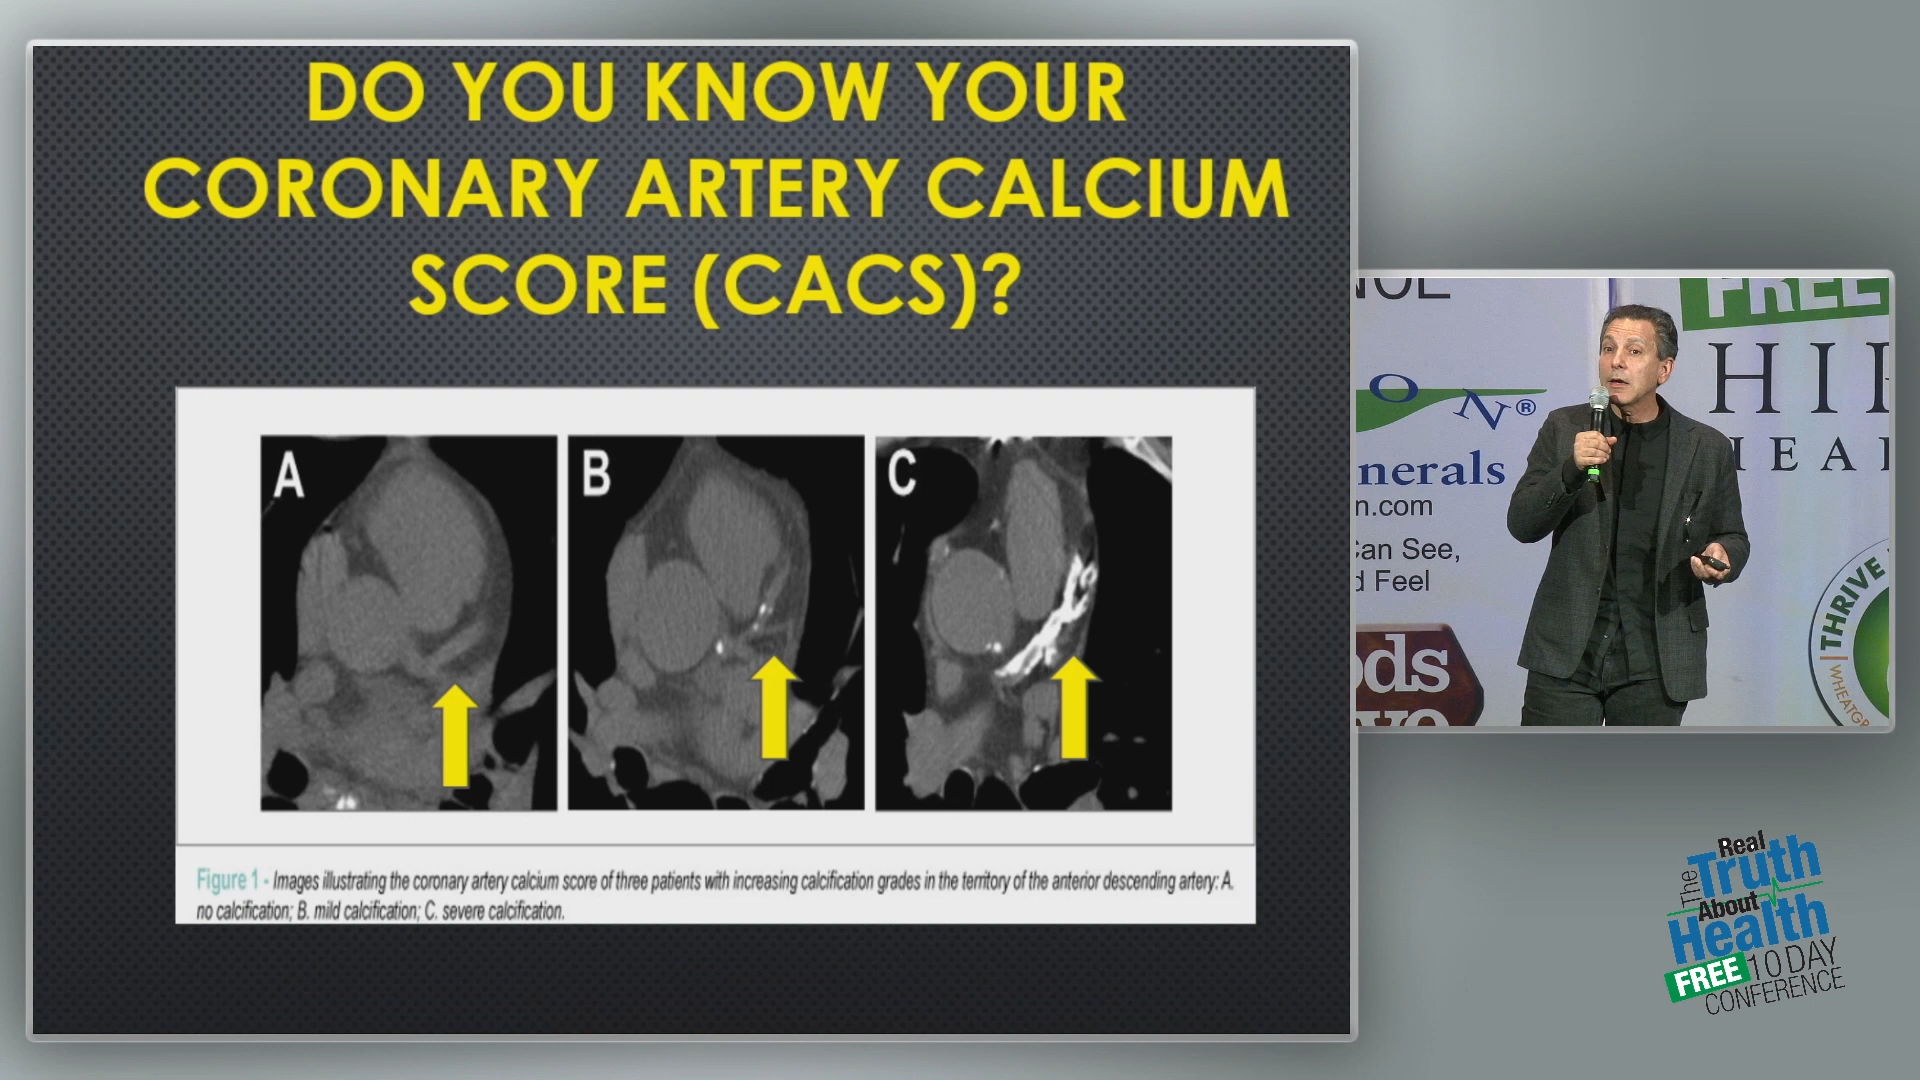 DO YOU KNOW YOUR
CORONARY ARTERY CALCIUM
SCORE (CACS)?
A
B
C
Figure 1 - Images illustrating the coronary artery calcium score of three patients with increasing calcification grades in the territory of the anterior descending artery: A.
no calcification; B. mild calcification; C. severe calcification.
FREE
HI
O N®
HEA
nerals
n.com
Can See,
d Feel
THRIVE
WHEATGR
ods
The Real
Truth
About
Health
FREE 10 DAY
CONFERENCE